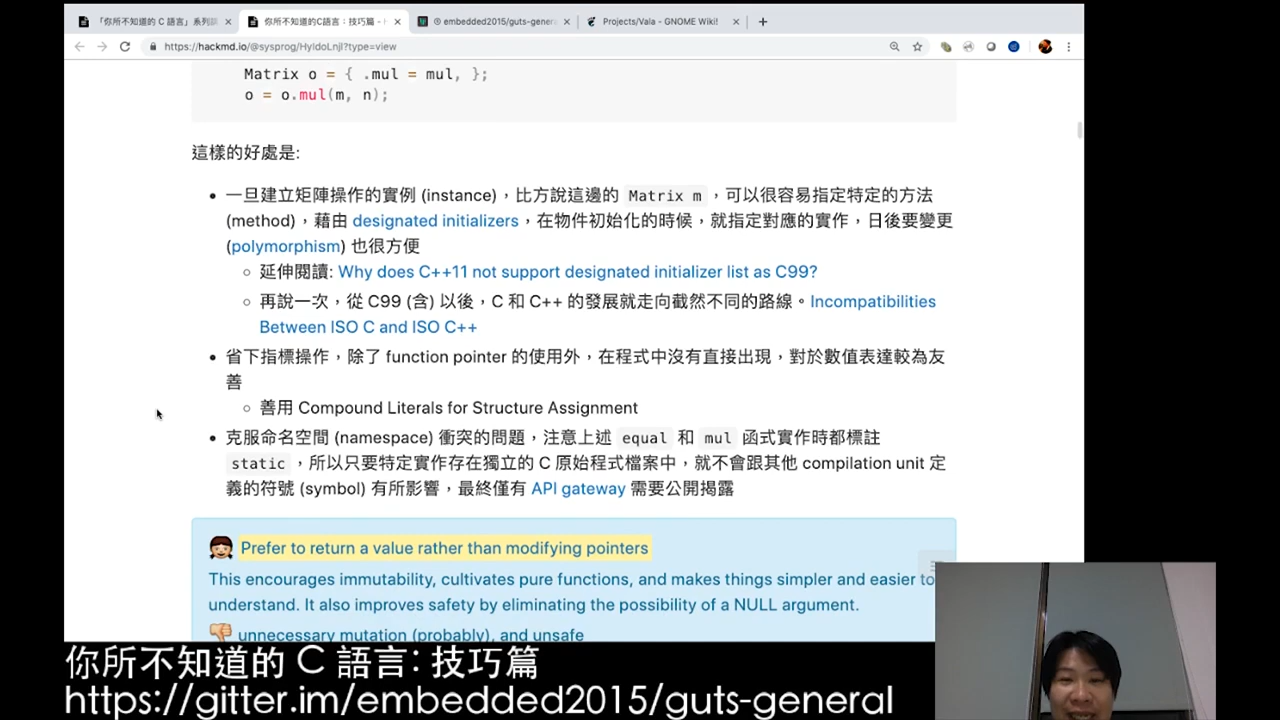 「你所不知道的 C 語言」系列講
你所不知道的C語言：技巧篇 -
embedded2015/guts-genera
Projects/Vala - GNOME Wiki!
https://hackmd.io/@sysprog/HyIdoLnjl?type=view
Matrix o = { .mul = mul, };
o = o.mul(m, n);
這樣的好處是:
一旦建立矩陣操作的實例 (instance)，比方說這邊的 Matrix m ，可以很容易指定特定的方法
(method)，藉由 designated initializers，在物件初始化的時候，就指定對應的實作，日後要變更
(polymorphism) 也很方便
延伸閱讀: Why does C++11 not support designated initializer list as C99?
再說一次，從 C99 (含) 以後，C 和 C++ 的發展就走向截然不同的路線。Incompatibilities
Between ISO C and ISO C++
省下指標操作，除了 function pointer 的使用外，在程式中沒有直接出現，對於數值表達較為友
善
善用 Compound Literals for Structure Assignment
克服命名空間 (namespace) 衝突的問題，注意上述 equal 和 mul 函式實作時都標註
static ，所以只要特定實作存在獨立的 C 原始程式檔案中，就不會跟其他 compilation unit 定
義的符號 (symbol) 有所影響，最終僅有 API gateway 需要公開揭露
Prefer to return a value rather than modifying pointers
This encourages immutability, cultivates pure functions, and makes things simpler and easier to
understand. It also improves safety by eliminating the possibility of a NULL argument.
unnecessary mutation (probably), and unsafe
你所不知道的 C 語言: 技巧篇
https://gitter.im/embedded2015/guts-general